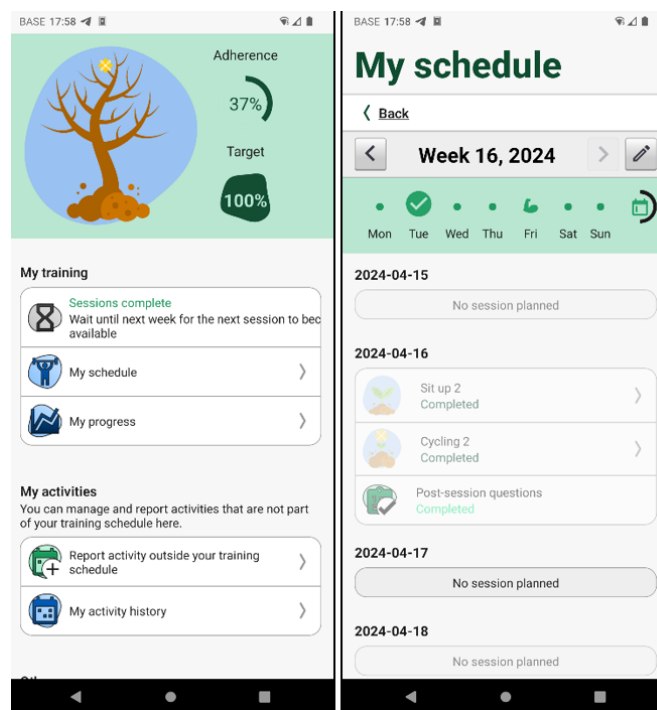 BASE 17:58
Adherence
37%
Target
100%
My training
Sessions complete
Wait until next week for the next session to bec
available
My schedule
My progress
My activities
You can manage and report activities that are not part
of your training schedule here.
Report activity outside your training
schedule
My activity history
BASE 17:58
My schedule
Back
Week 16, 2024
Mon Tue Wed Thu Fri Sat Sun
2024-04-15
No session planned
2024-04-16
Sit up 2
Completed
Cycling 2
Completed
Post-session questions
Completed
2024-04-17
No session planned
2024-04-18
No session planned